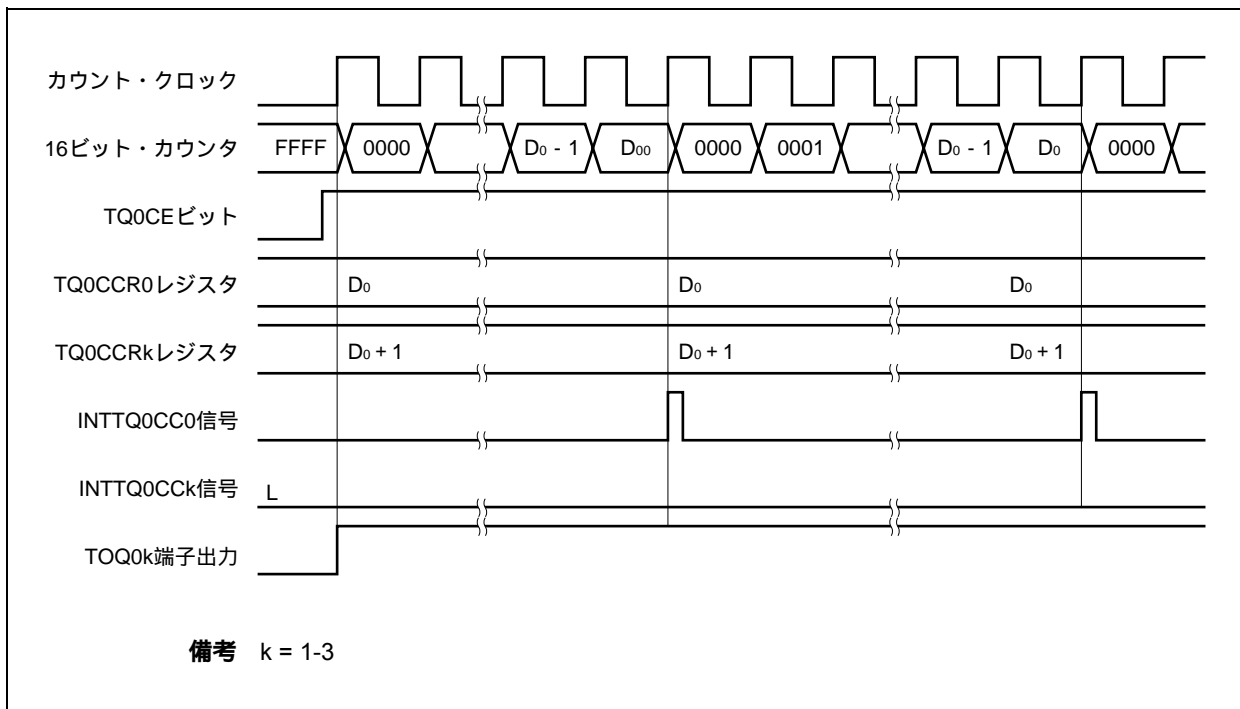 カウント・クロック
16ビット・カウンタ FFFF 0000 D0 - 1 D00 0000 0001 D0 - 1 D0 0000
TQ0CEビット
TQ0CCR0レジスタ D0 D0 D0
TQ0CCRkレジスタ D0 + 1 D0 + 1 D0 + 1
INTTQ0CC0信号
INTTQ0CCk信号 L
TOQ0k端子出力
備考 k = 1-3